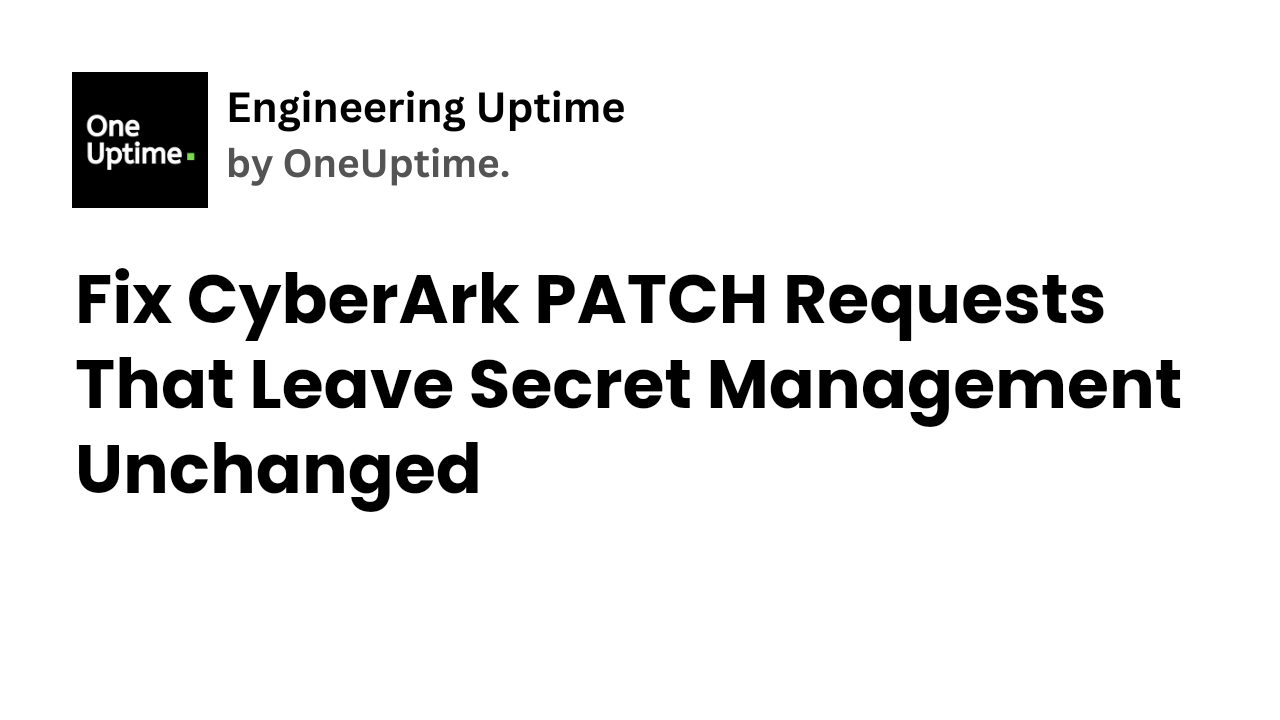 One
Uptime.
Engineering Uptime
by OneUptime.
Fix CyberArk PATCH Requests
That Leave Secret Management
Unchanged